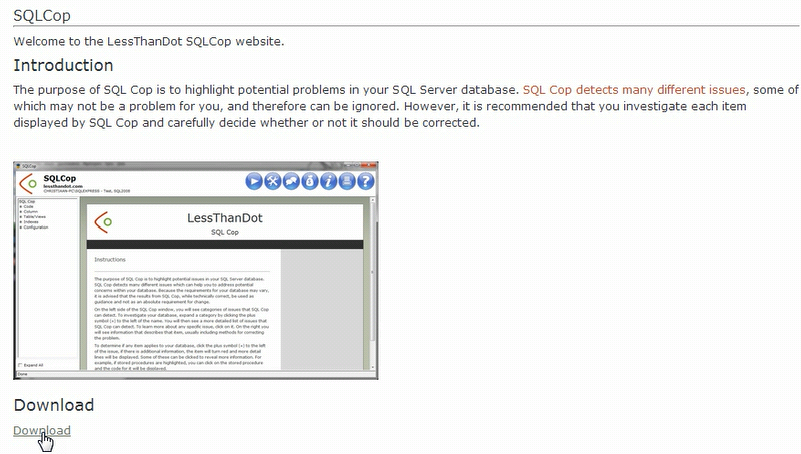 SQLCop
Welcome to the LessThanDot SQLCop website.
Introduction
The purpose of SQL Cop is to highlight potential problems in your SQL Server database. SQL Cop detects many different issues, some of
which may not be a problem for you, and therefore can be ignored. However, it is recommended that you investigate each item
displayed by SQL Cop and carefully decide whether or not it should be corrected.
SQLCop
SQLCop
lessthandot.com
CHRISTIAAN-PC\SQLEXPRESS - Test, SQL2008
SQL Cop
Code
Column
Table/Views
Indexes
Configuration
LessThanDot
SQL Cop
Instructions
The purpose of SQL Cop is to highlight potential issues in your SQL Server database.
SQL Cop detects many different issues which can help you to address potential
concerns within your database. Because the requirements for your database may vary,
it is advised that the results from SQL Cop, while technically correct, be used as
guidance and not as an absolute requirement for change.
On the left side of the SQL Cop window, you will see categories of issues that SQL Cop
can detect. To investigate your database, expand a category by clicking the plus
symbol (+) to the left of the name. You will then see a more detailed list of issues
that SQL Cop can detect. To learn more about any specific issue, click on it. On the right you
will see information that describes that item, usually including methods for correcting
the problem.
To determine if any item applies to your database, click the plus symbol (+) to the left
of the issue, if there is additional information, the item will turn red and more detail
lines will be displayed. Some of these can be clicked to reveal more information. For
example, if stored procedures are highlighted, you can click on the stored procedure
and the code for it will be displayed.
Expand All
Done
Download
Download